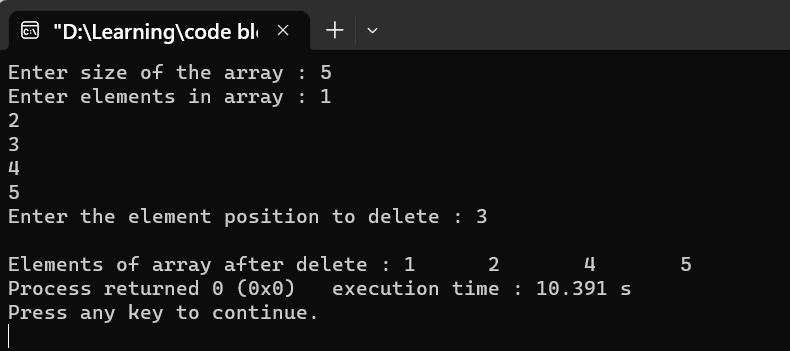 "D:\Learning\code bl
Enter size of the array : 5
Enter elements in array : 1
2
3
4
5
Enter the element position to delete : 3
Elements of array after delete : 1      2       4       5
Process returned 0 (0x0)   execution time : 10.391 s
Press any key to continue.